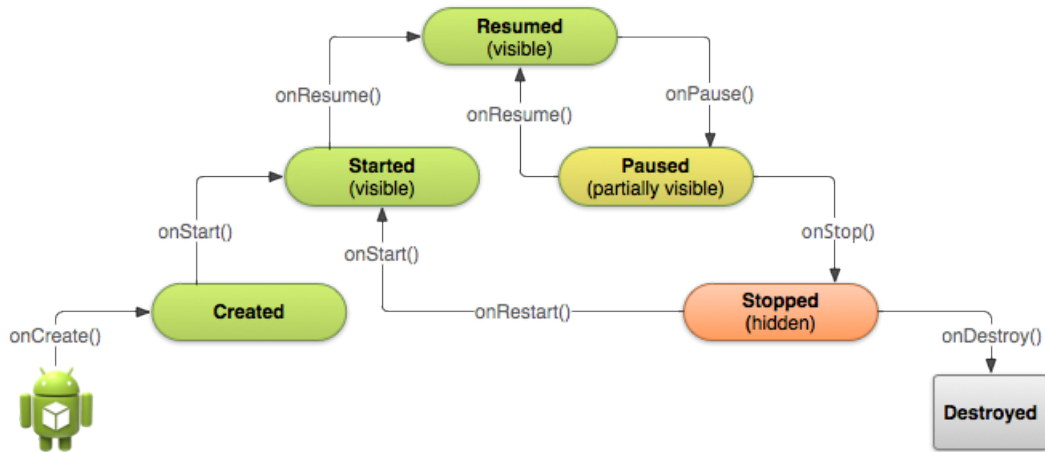 Resumed
(visible)
onResume()
onResume()
onPause()
Started
(visible)
Paused
(partially visible)
onStart()
onStart()
onStop()
Created
onRestart()
Stopped
(hidden)
onCreate()
onDestroy()
Destroyed